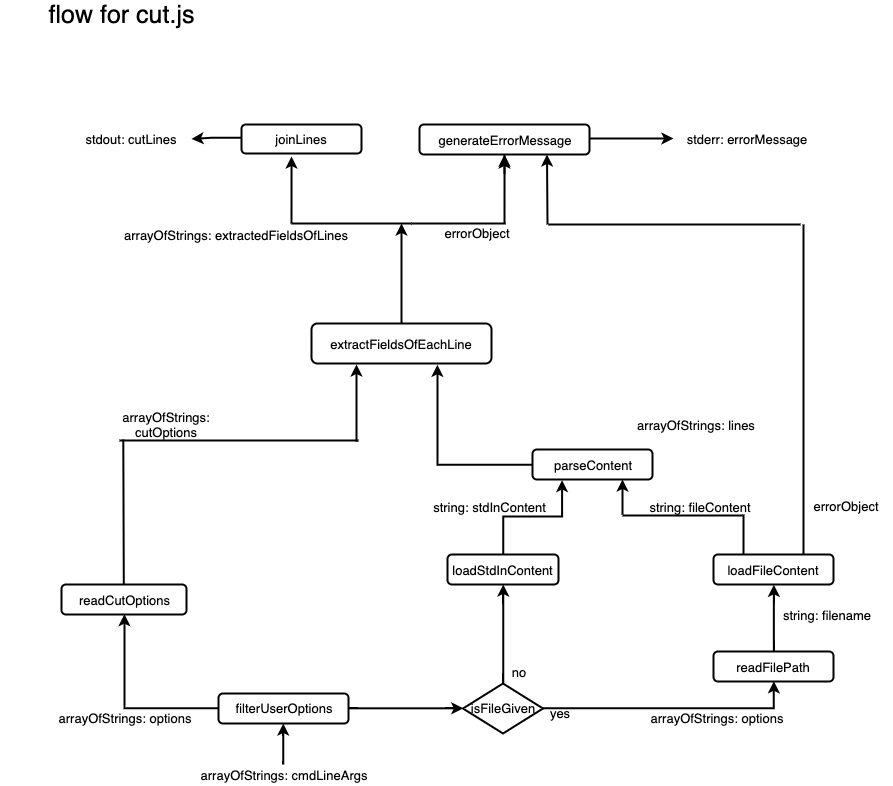 flow for cut.js
stdout: cutLines
joinLines
generateErrorMessage
stderr: errorMessage
arrayOfStrings: extractedFieldsOfLines
errorObject
extractFieldsOfEachLine
arrayOfStrings:
cutOptions
arrayOfStrings: lines
parseContent
string: stdInContent
string: fileContent
errorObject
loadStdInContent
loadFileContent
readCutOptions
string: filename
readFilePath
no
filterUserOptions
isFileGiven
yes
arrayOfStrings: options
arrayOfStrings: options
arrayOfStrings: cmdLineArgs